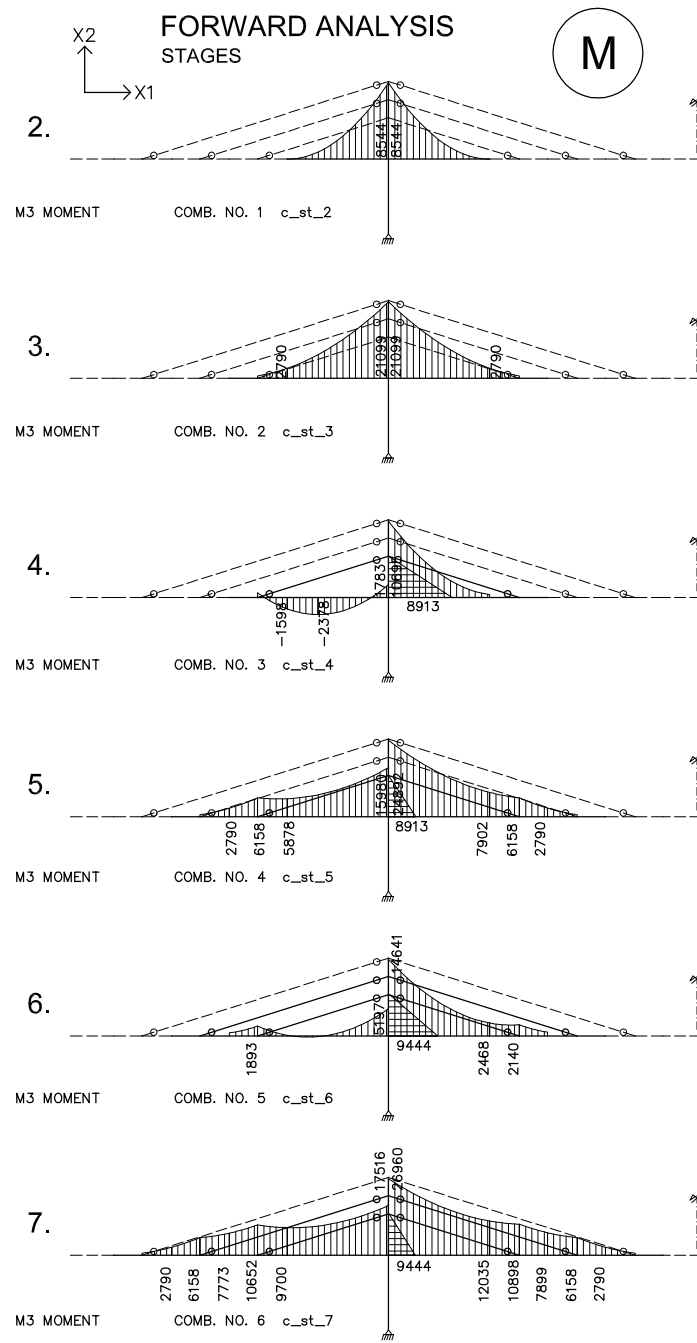 FORWARD ANALYSIS
STAGES
M
X2
X1
2.
8544
8544
M3 MOMENT COMB. NO. 1 c_st_2
3.
2790
21099
21099
2790
M3 MOMENT COMB. NO. 2 c_st_3
4.
-1598
-2378
1783
10695
8913
M3 MOMENT COMB. NO. 3 c_st_4
5.
15980
24892
8913
2790 6158 5878 7902 6158 2790
M3 MOMENT COMB. NO. 4 c_st_5
6.
14641
5197
1893 9444 2468 2140
M3 MOMENT COMB. NO. 5 c_st_6
7.
17516
26960
9444
2790 6158 7773 10652 9700 12035 10898 7899 6158 2790
M3 MOMENT COMB. NO. 6 c_st_7